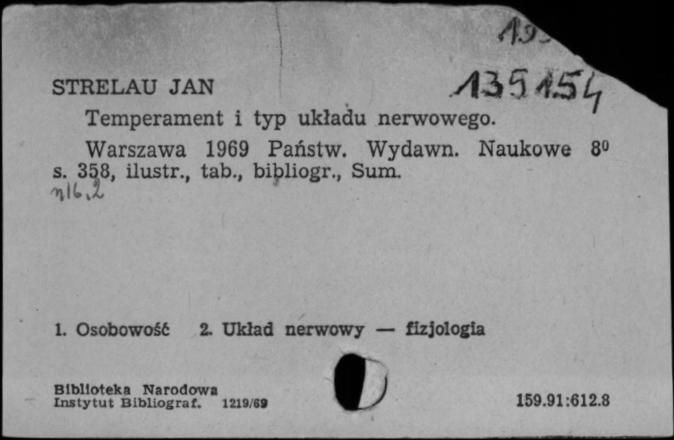 135154
STRELAU JAN
Temperament i typ układu nerwowego.
Warszawa 1969 Państw. Wydawn. Naukowe 8⁰
s. 358, ilustr., tab., bibliogr., Sum.
1. Osobowość 2. Układ nerwowy — fizjologia
Biblioteka Narodowa
Instytut Bibliograf. 1219/69
159.91:612.8